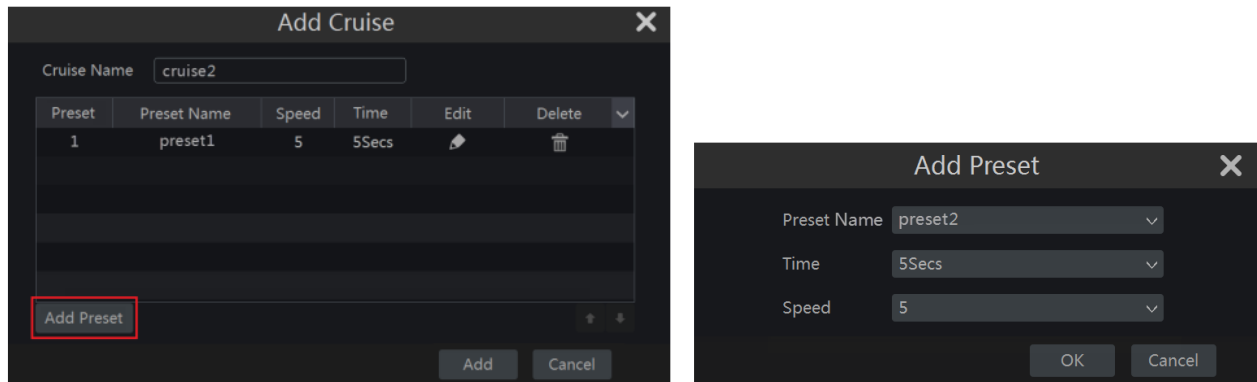 Add Cruise
Cruise Name cruise2
Preset Preset Name Speed Time Edit Delete
1 preset1 5 5Secs
Add Preset
Add Cancel
Add Preset
Preset Name preset2
Time 5Secs
Speed 5
OK Cancel